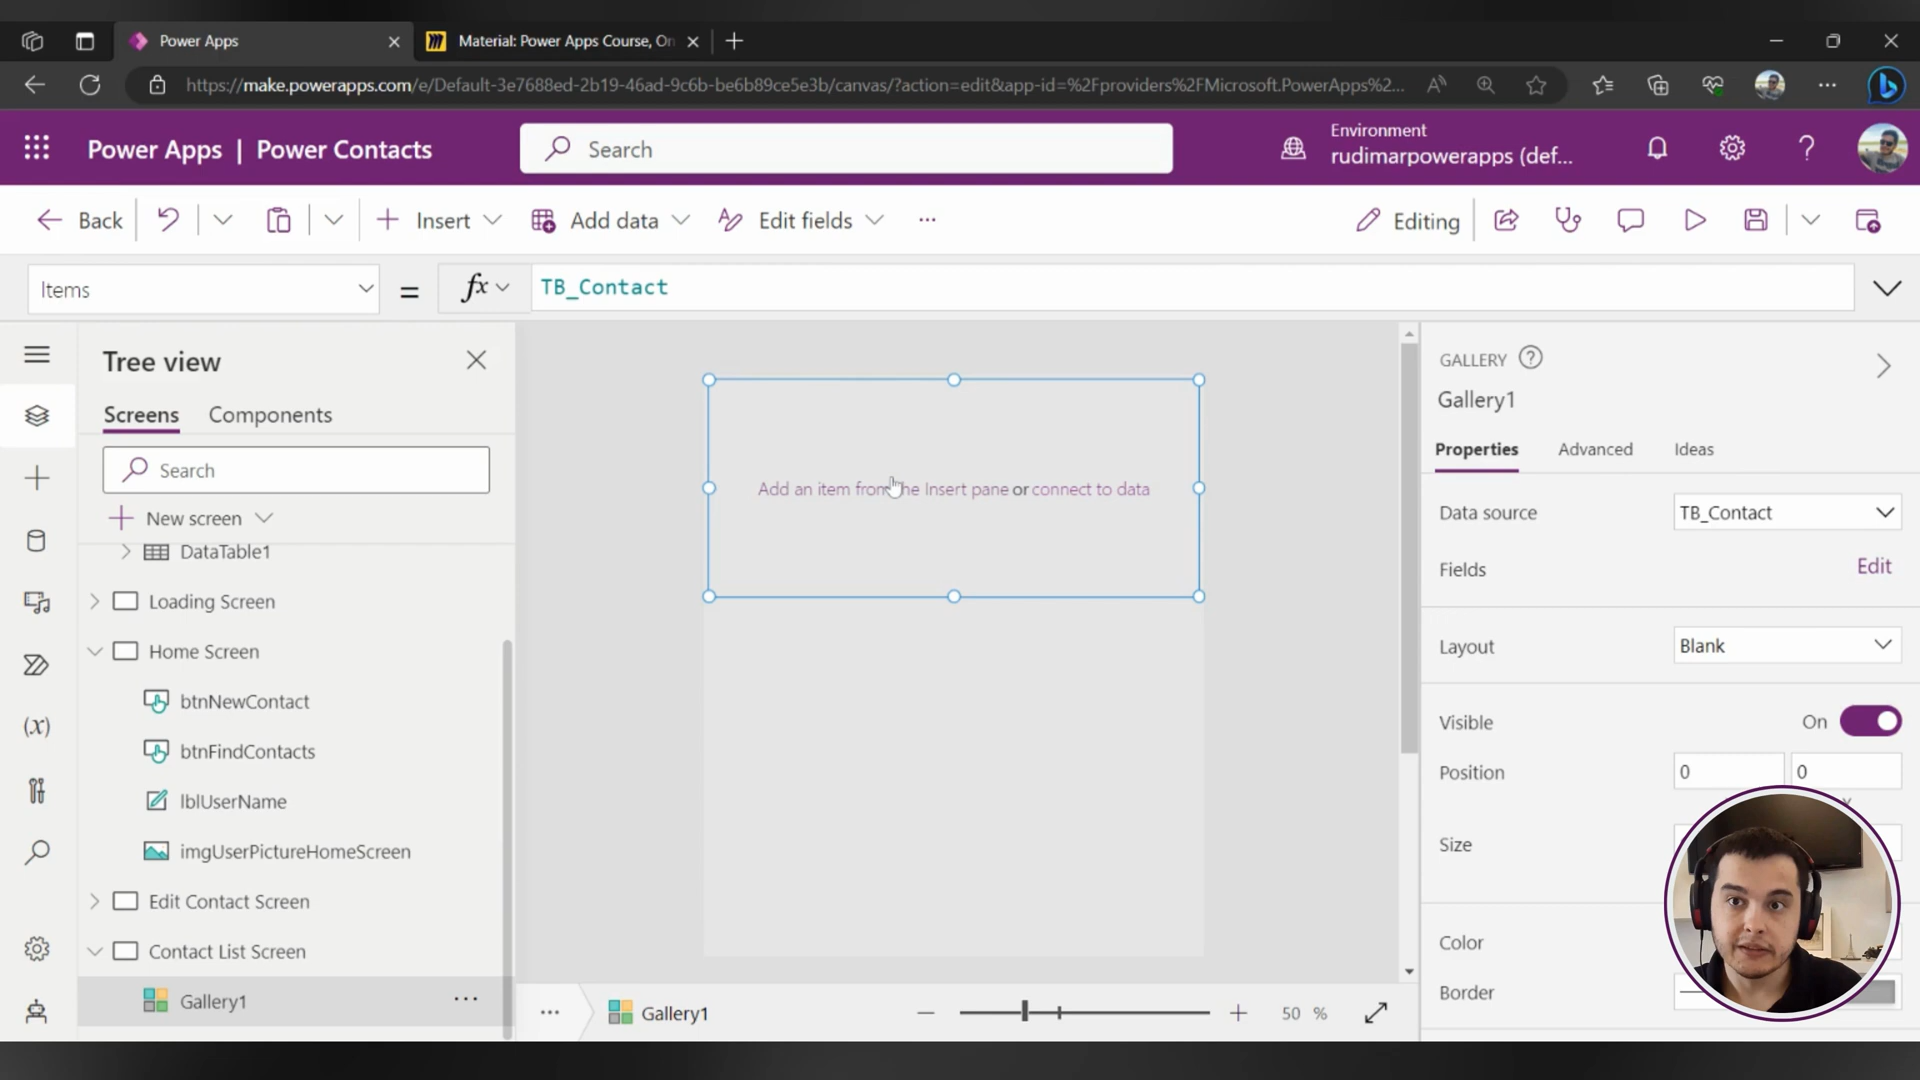 Power Apps
Material: Power Apps Course, On
https://make.powerapps.com/e/Default-3e7688ed-2b19-46ad-9c6b-be6b89ce5e3b/canvas/?action=edit&app-id=%2Fproviders%2FMicrosoft.PowerApps%2...
Power Apps | Power Contacts
Search
Environment
rudimarpowerapps (def...
Back
Insert
Add data
Edit fields
...
Editing
Items
=
fx
TB_Contact
Tree view
Screens
Components
Search
New screen
DataTable1
Loading Screen
Home Screen
btnNewContact
btnFindContacts
lblUserName
imgUserPictureHomeScreen
Edit Contact Screen
Contact List Screen
Gallery1
Add an item from the Insert pane or connect to data
Gallery1
50 %
GALLERY
Gallery1
Properties
Advanced
Ideas
Data source
TB_Contact
Fields
Edit
Layout
Blank
Visible
On
Position
0
0
Size
Color
Border